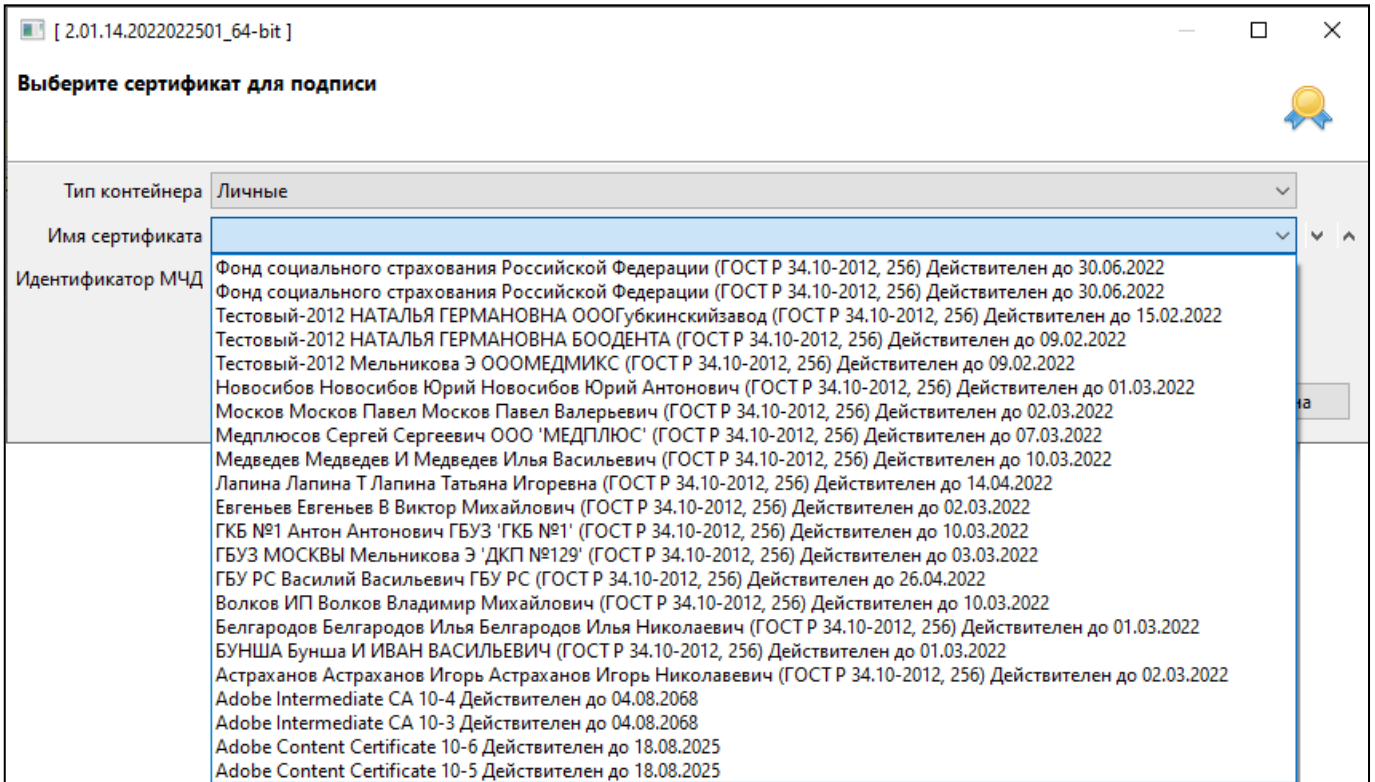 [ 2.01.14.2022022501_64-bit ]
Выберите сертификат для подписи
Тип контейнера Личные
Имя сертификата
Идентификатор МЧД
Фонд социального страхования Российской Федерации (ГОСТ Р 34.10-2012, 256) Действителен до 30.06.2022
Фонд социального страхования Российской Федерации (ГОСТ Р 34.10-2012, 256) Действителен до 30.06.2022
Тестовый-2012 НАТАЛЬЯ ГЕРМАНОВНА ОООГубкинскийзавод (ГОСТ Р 34.10-2012, 256) Действителен до 15.02.2022
Тестовый-2012 НАТАЛЬЯ ГЕРМАНОВНА БООДЕНТА (ГОСТ Р 34.10-2012, 256) Действителен до 09.02.2022
Тестовый-2012 Мельникова Э ОООМЕДМИКС (ГОСТ Р 34.10-2012, 256) Действителен до 09.02.2022
Новосибов Новосибов Юрий Новосибов Юрий Антонович (ГОСТ Р 34.10-2012, 256) Действителен до 01.03.2022
Москов Москов Павел Москов Павел Валерьевич (ГОСТ Р 34.10-2012, 256) Действителен до 02.03.2022
Медплюсов Сергей Сергеевич ООО 'МЕДПЛЮС' (ГОСТ Р 34.10-2012, 256) Действителен до 07.03.2022
Медведев Медведев И Медведев Илья Васильевич (ГОСТ Р 34.10-2012, 256) Действителен до 10.03.2022
Лапина Лапина Т Лапина Татьяна Игоревна (ГОСТ Р 34.10-2012, 256) Действителен до 14.04.2022
Евгеньев Евгеньев В Виктор Михайлович (ГОСТ Р 34.10-2012, 256) Действителен до 02.03.2022
ГКБ №1 Антон Антонович ГБУЗ 'ГКБ №1' (ГОСТ Р 34.10-2012, 256) Действителен до 10.03.2022
ГБУЗ МОСКВЫ Мельникова Э 'ДКП №129' (ГОСТ Р 34.10-2012, 256) Действителен до 03.03.2022
ГБУ РС Василий Васильевич ГБУ РС (ГОСТ Р 34.10-2012, 256) Действителен до 26.04.2022
Волков ИП Волков Владимир Михайлович (ГОСТ Р 34.10-2012, 256) Действителен до 10.03.2022
Белгародов Белгародов Илья Белгародов Илья Николаевич (ГОСТ Р 34.10-2012, 256) Действителен до 01.03.2022
БУНША Бунша И ИВАН ВАСИЛЬЕВИЧ (ГОСТ Р 34.10-2012, 256) Действителен до 01.03.2022
Астраханов Астраханов Игорь Астраханов Игорь Николавевич (ГОСТ Р 34.10-2012, 256) Действителен до 02.03.2022
Adobe Intermediate CA 10-4 Действителен до 04.08.2068
Adobe Intermediate CA 10-3 Действителен до 04.08.2068
Adobe Content Certificate 10-6 Действителен до 18.08.2025
Adobe Content Certificate 10-5 Действителен до 18.08.2025